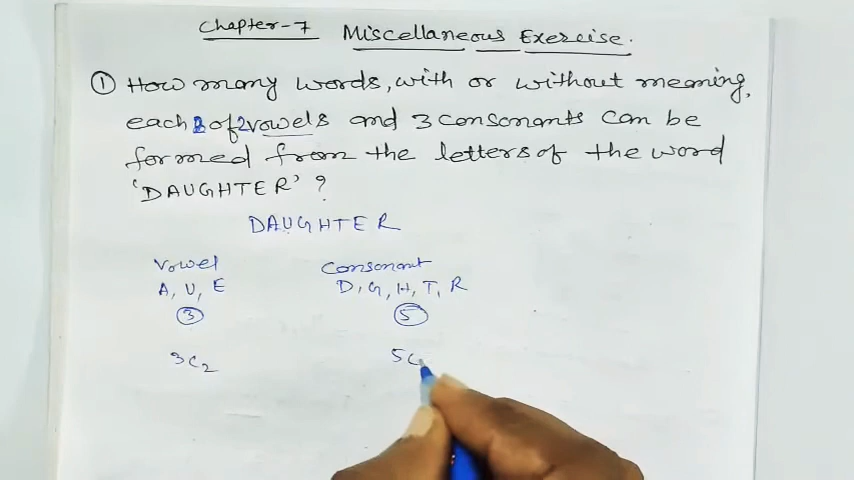 Chapter-7 Miscellaneous Exercise.
① How many words, with or without meaning,
each of 2 vowels and 3 consonants can be
formed from the letters of the word
'DAUGHTER' ?
DAUGHTER
Vowel Consonant
A, U, E D, G, H, T, R
③ ⑤
3C2 5C